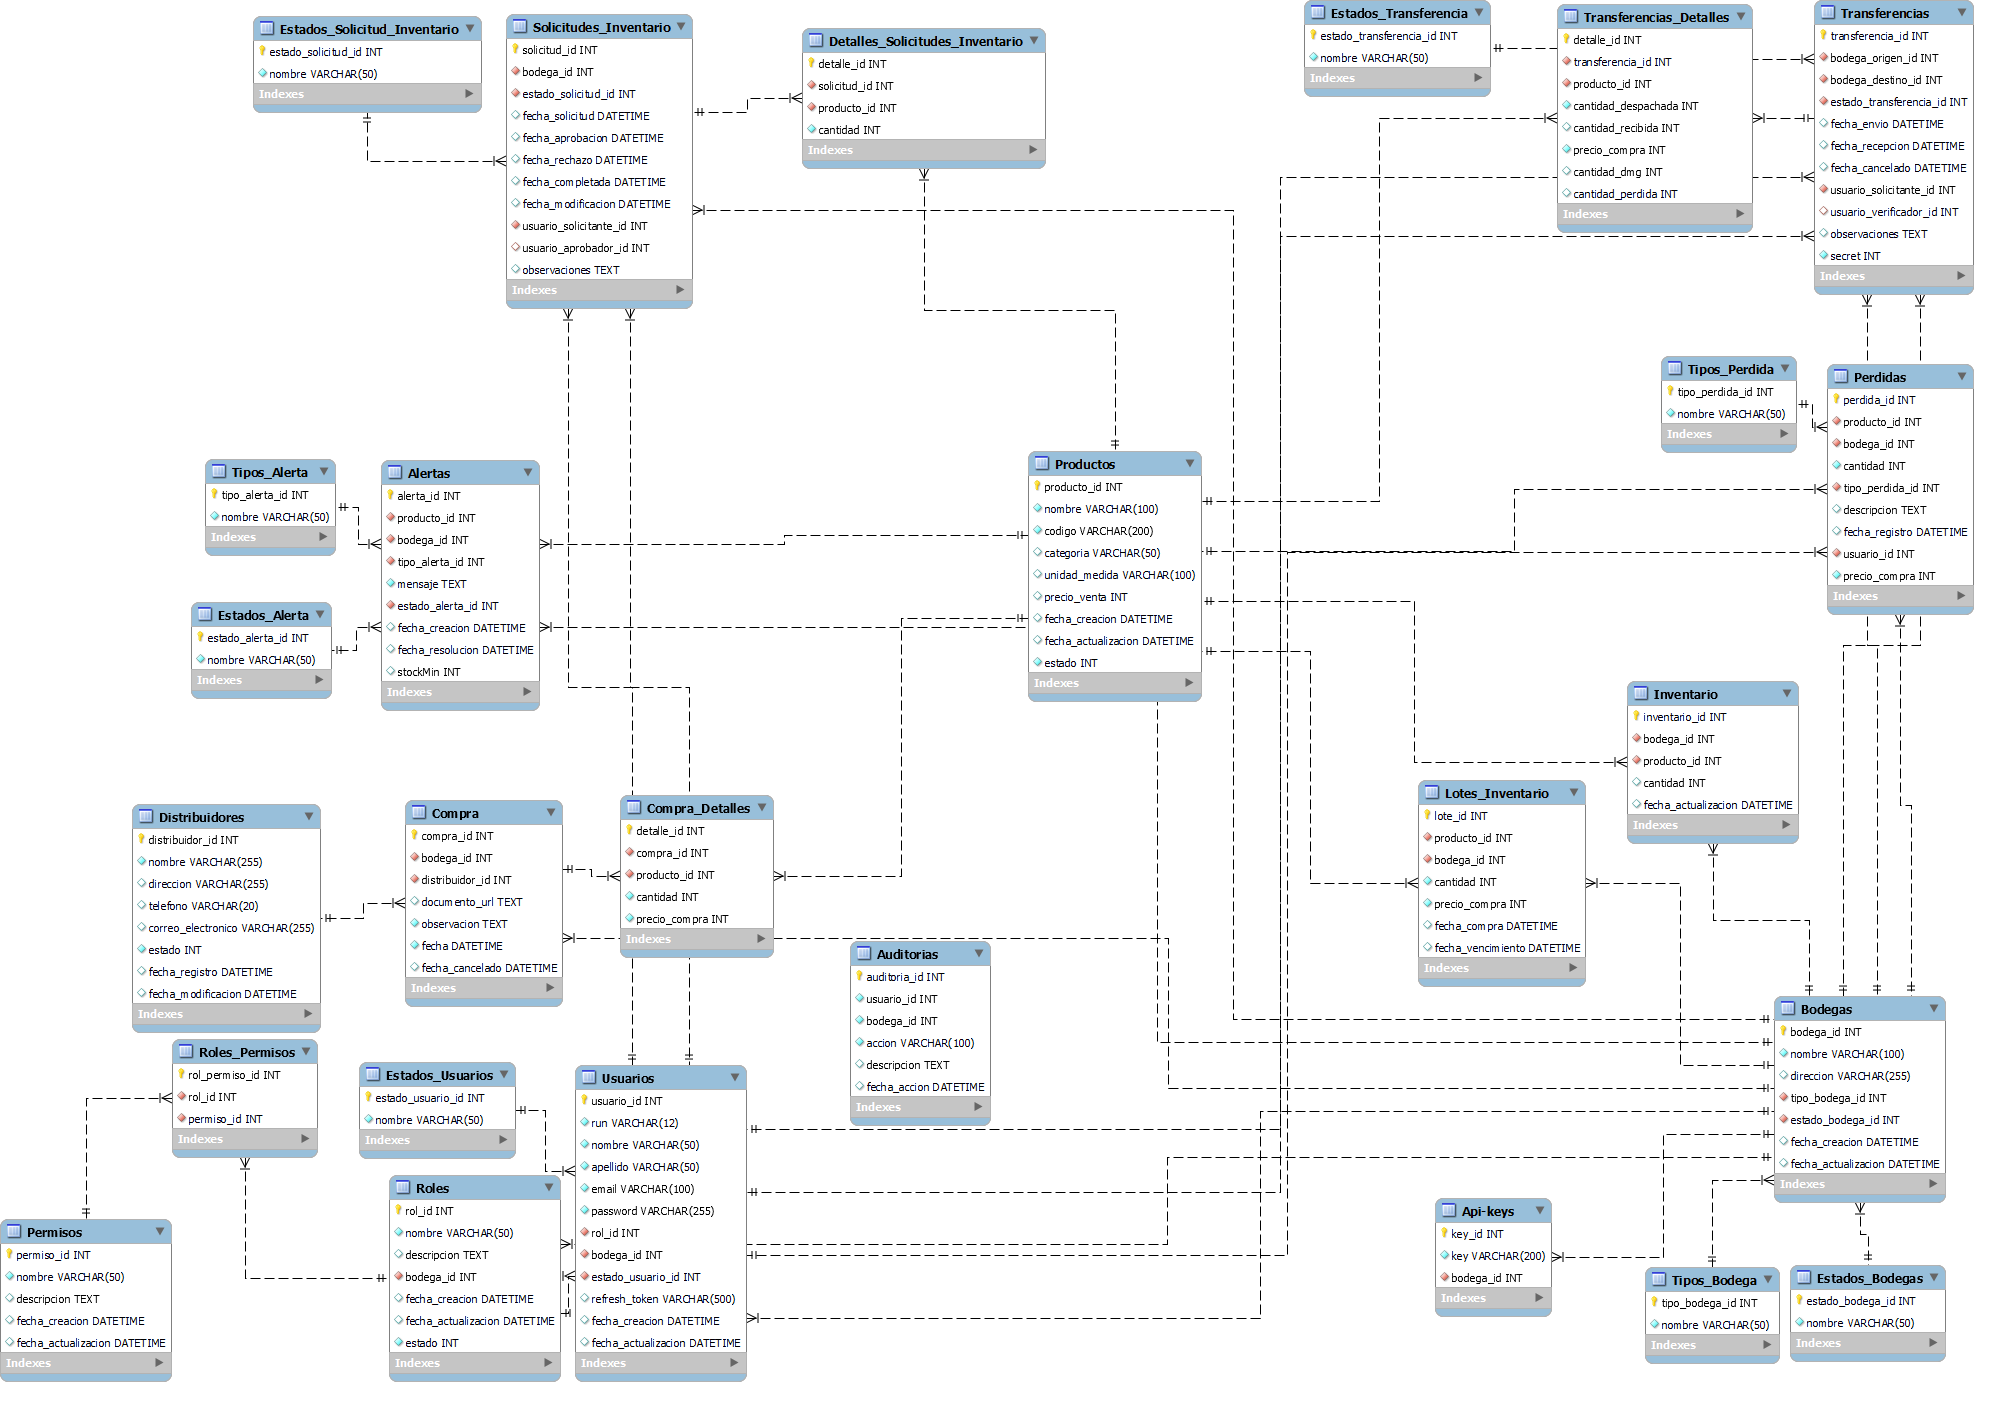 Estados_Solicitud_Inventario
estado_solicitud_id INT
nombre VARCHAR(50)
Indexes
Solicitudes_Inventario
solicitud_id INT
bodega_id INT
estado_solicitud_id INT
fecha_solicitud DATETIME
fecha_aprobacion DATETIME
fecha_rechazo DATETIME
fecha_completada DATETIME
fecha_modificacion DATETIME
usuario_solicitante_id INT
usuario_aprobador_id INT
observaciones TEXT
Indexes
Detalles_Solicitudes_Inventario
detalle_id INT
solicitud_id INT
producto_id INT
cantidad INT
Indexes
Estados_Transferencia
estado_transferencia_id INT
nombre VARCHAR(50)
Indexes
Transferencias_Detalles
detalle_id INT
transferencia_id INT
producto_id INT
cantidad_despachada INT
cantidad_recibida INT
precio_compra INT
cantidad_dmg INT
cantidad_perdida INT
Indexes
Transferencias
transferencia_id INT
bodega_origen_id INT
bodega_destino_id INT
estado_transferencia_id INT
fecha_envio DATETIME
fecha_recepcion DATETIME
fecha_cancelado DATETIME
usuario_solicitante_id INT
usuario_verificador_id INT
observaciones TEXT
secret INT
Indexes
Tipos_Perdida
tipo_perdida_id INT
nombre VARCHAR(50)
Indexes
Perdidas
perdida_id INT
producto_id INT
bodega_id INT
cantidad INT
tipo_perdida_id INT
descripcion TEXT
fecha_registro DATETIME
usuario_id INT
precio_compra INT
Indexes
Tipos_Alerta
tipo_alerta_id INT
nombre VARCHAR(50)
Indexes
Alertas
alerta_id INT
producto_id INT
bodega_id INT
tipo_alerta_id INT
mensaje TEXT
estado_alerta_id INT
fecha_creacion DATETIME
fecha_resolucion DATETIME
stockMin INT
Indexes
Estados_Alerta
estado_alerta_id INT
nombre VARCHAR(50)
Indexes
Productos
producto_id INT
nombre VARCHAR(100)
codigo VARCHAR(200)
categoria VARCHAR(50)
unidad_medida VARCHAR(100)
precio_venta INT
fecha_creacion DATETIME
fecha_actualizacion DATETIME
estado INT
Indexes
Inventario
inventario_id INT
bodega_id INT
producto_id INT
cantidad INT
fecha_actualizacion DATETIME
Indexes
Lotes_Inventario
lote_id INT
producto_id INT
bodega_id INT
cantidad INT
precio_compra INT
fecha_compra DATETIME
fecha_vencimiento DATETIME
Indexes
Distribuidores
distribuidor_id INT
nombre VARCHAR(255)
direccion VARCHAR(255)
telefono VARCHAR(20)
correo_electronico VARCHAR(255)
estado INT
fecha_registro DATETIME
fecha_modificacion DATETIME
Indexes
Compra
compra_id INT
bodega_id INT
distribuidor_id INT
documento_url TEXT
observacion TEXT
fecha DATETIME
fecha_cancelado DATETIME
Indexes
Compra_Detalles
detalle_id INT
compra_id INT
producto_id INT
cantidad INT
precio_compra INT
Indexes
Auditorias
auditoria_id INT
usuario_id INT
bodega_id INT
accion VARCHAR(100)
descripcion TEXT
fecha_accion DATETIME
Indexes
Bodegas
bodega_id INT
nombre VARCHAR(100)
direccion VARCHAR(255)
tipo_bodega_id INT
estado_bodega_id INT
fecha_creacion DATETIME
fecha_actualizacion DATETIME
Indexes
Roles_Permisos
rol_permiso_id INT
rol_id INT
permiso_id INT
Indexes
Estados_Usuarios
estado_usuario_id INT
nombre VARCHAR(50)
Indexes
Usuarios
usuario_id INT
run VARCHAR(12)
nombre VARCHAR(50)
apellido VARCHAR(50)
email VARCHAR(100)
password VARCHAR(255)
rol_id INT
bodega_id INT
estado_usuario_id INT
refresh_token VARCHAR(500)
fecha_creacion DATETIME
fecha_actualizacion DATETIME
Indexes
Permisos
permiso_id INT
nombre VARCHAR(50)
descripcion TEXT
fecha_creacion DATETIME
fecha_actualizacion DATETIME
Indexes
Roles
rol_id INT
nombre VARCHAR(50)
descripcion TEXT
bodega_id INT
fecha_creacion DATETIME
fecha_actualizacion DATETIME
estado INT
Indexes
Api-keys
key_id INT
key VARCHAR(200)
bodega_id INT
Indexes
Tipos_Bodega
tipo_bodega_id INT
nombre VARCHAR(50)
Indexes
Estados_Bodegas
estado_bodega_id INT
nombre VARCHAR(50)
Indexes